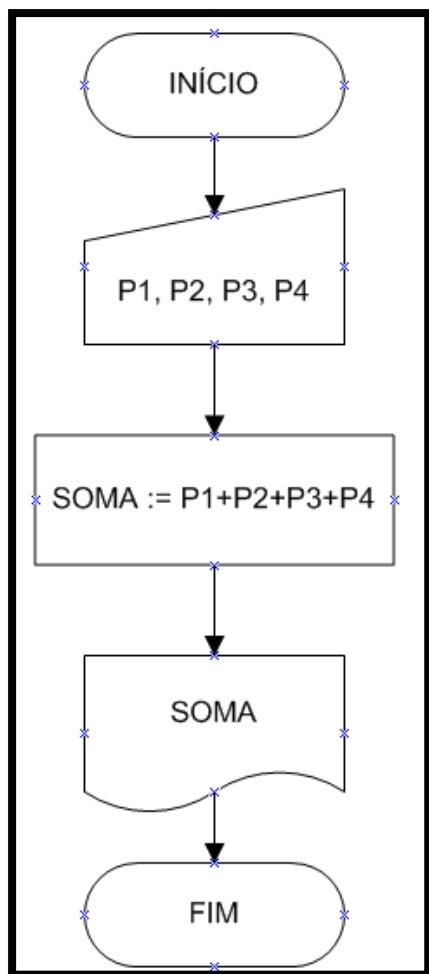 INÍCIO
P1, P2, P3, P4
SOMA := P1+P2+P3+P4
SOMA
FIM